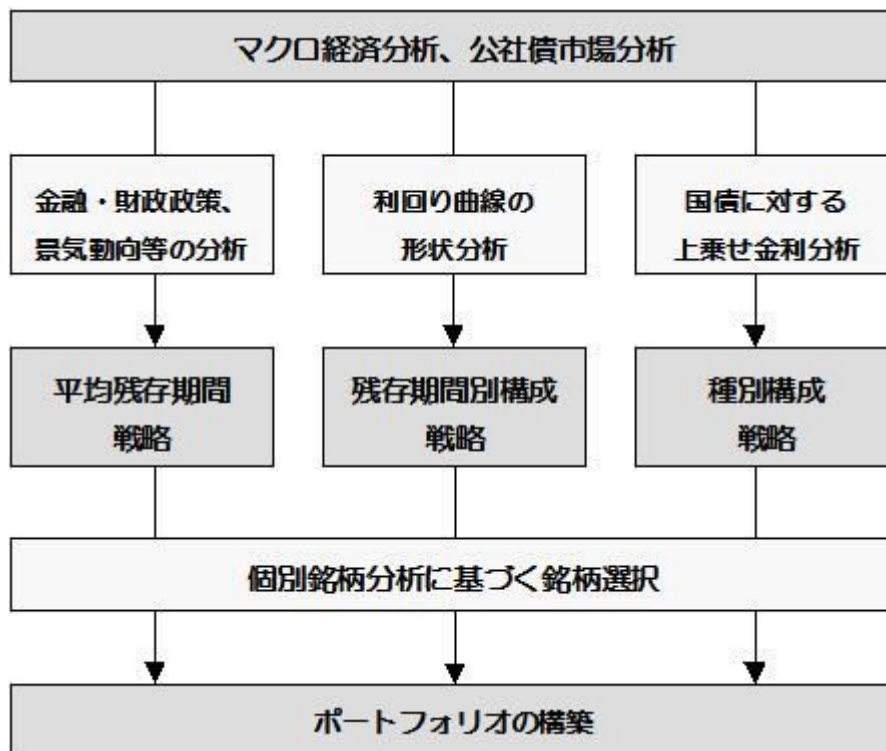 マクロ経済分析、公社債市場分析
金融・財政政策、
景気動向等の分析
利回り曲線の
形状分析
国債に対する
上乗せ金利分析
平均残存期間
戦略
残存期間別構成
戦略
種別構成
戦略
個別銘柄分析に基づく銘柄選択
ポートフォリオの構築